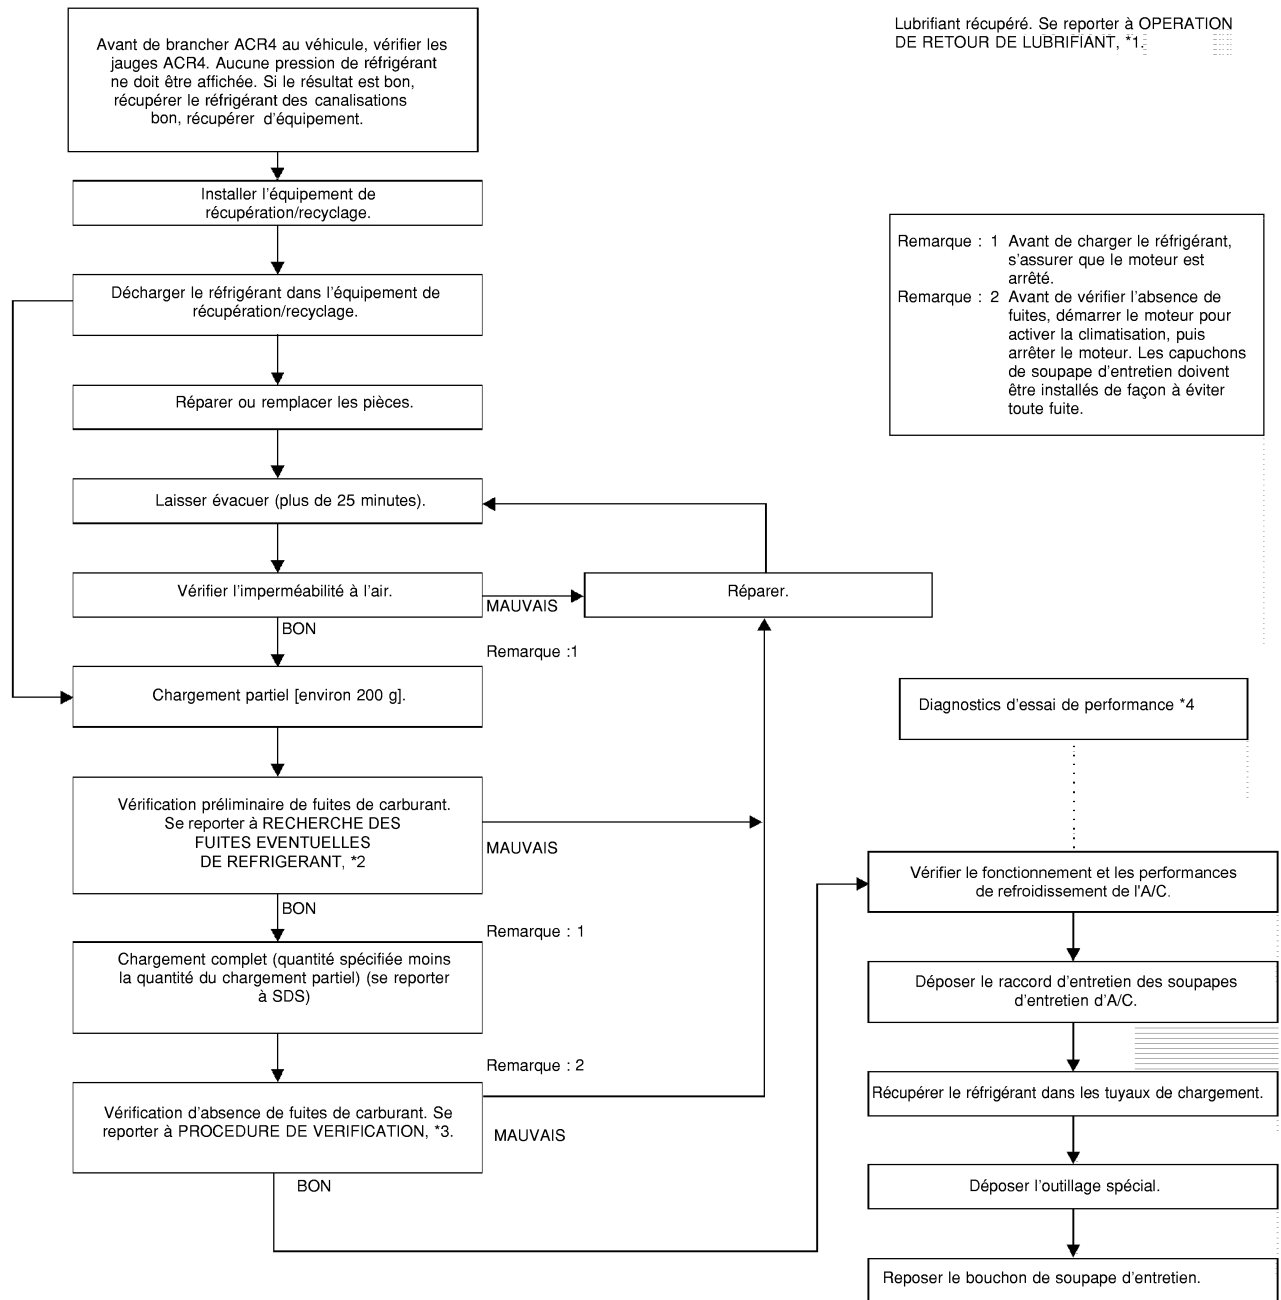 Avant de brancher ACR4 au véhicule, vérifier les
jauges ACR4. Aucune pression de réfrigérant
ne doit être affichée. Si le résultat est bon,
récupérer le réfrigérant des canalisations
bon, récupérer d'équipement.
Installer l'équipement de
récupération/recyclage.
Décharger le réfrigérant dans l'équipement de
récupération/recyclage.
Réparer ou remplacer les pièces.
Laisser évacuer (plus de 25 minutes).
Vérifier l'imperméabilité à l'air.
MAUVAIS
Réparer.
BON
Remarque :1
Chargement partiel [environ 200 g].
Vérification préliminaire de fuites de carburant.
Se reporter à RECHERCHE DES
FUITES EVENTUELLES
DE REFRIGERANT, *2
MAUVAIS
BON
Remarque : 1
Chargement complet (quantité spécifiée moins
la quantité du chargement partiel) (se reporter
à SDS)
Remarque : 2
Vérification d'absence de fuites de carburant. Se
reporter à PROCEDURE DE VERIFICATION, *3.
MAUVAIS
BON
Lubrifiant récupéré. Se reporter à OPERATION
DE RETOUR DE LUBRIFIANT, *1.
Remarque : 1 Avant de charger le réfrigérant,
s'assurer que le moteur est
arrêté.
Remarque : 2 Avant de vérifier l'absence de
fuites, démarrer le moteur pour
activer la climatisation, puis
arrêter le moteur. Les capuchons
de soupape d'entretien doivent
être installés de façon à éviter
toute fuite.
Diagnostics d'essai de performance *4
Vérifier le fonctionnement et les performances
de refroidissement de l'A/C.
Déposer le raccord d'entretien des soupapes
d'entretien d'A/C.
Récupérer le réfrigérant dans les tuyaux de chargement.
Déposer l'outillage spécial.
Reposer le bouchon de soupape d'entretien.